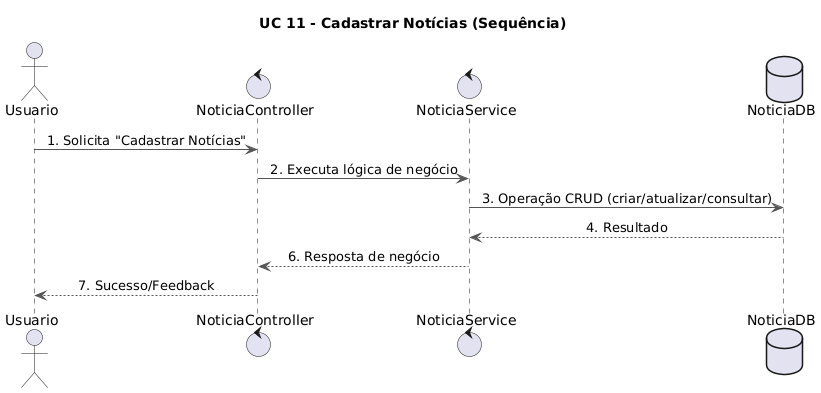 UC 11 - Cadastrar Notícias (Sequência)
Usuario
NoticiaController
NoticiaService
NoticiaDB
1. Solicita "Cadastrar Notícias"
2. Executa lógica de negócio
3. Operação CRUD (criar/atualizar/consultar)
4. Resultado
6. Resposta de negócio
7. Sucesso/Feedback
Usuario
NoticiaController
NoticiaService
NoticiaDB